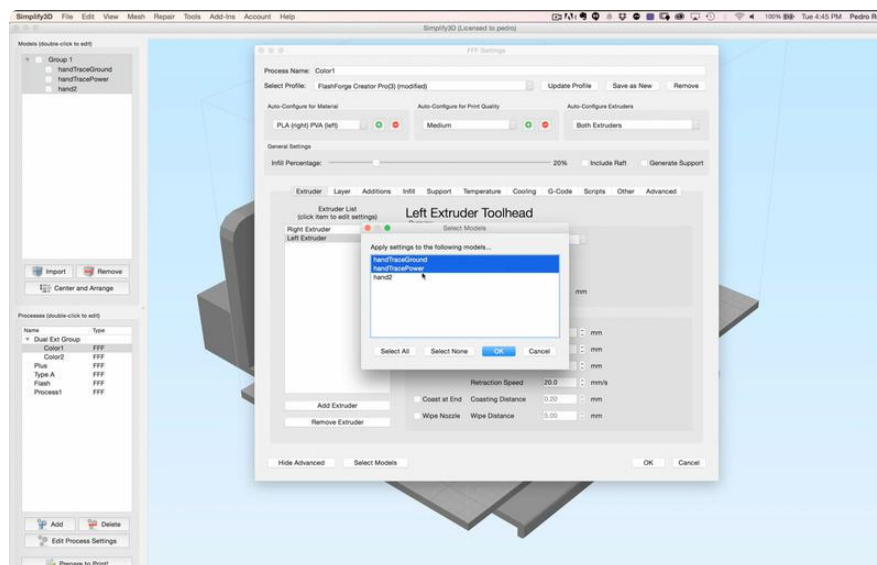 Simplify3D File Edit View Mesh Repair Tools Add-Ins Account Help 100% Tue 4:45 PM Pedro R
Simplify3D (Licensed to pedro)
Models (double-click to edit)
Group 1
handTraceGround
handTracePower
hand2
Import Remove
Center and Arrange
Processes (double-click to edit)
Name Type
Dual Ext Group
Color1 FFF
Color2 FFF
Plus FFF
Type A FFF
Flash FFF
Process1 FFF
Add Delete
Edit Process Settings
Prepare to Print!
FFF Settings
Process Name: Color1
Select Profile: FlashForge Creator Pro(3) (modified) Update Profile Save as New Remove
Auto-Configure for Material Auto-Configure for Print Quality Auto-Configure Extruders
PLA (right) PVA (left) Medium Both Extruders
General Settings
Infill Percentage: 20% Include Raft Generate Support
Extruder Layer Additions Infill Support Temperature Cooling G-Code Scripts Other Advanced
Extruder List
(click item to edit settings)
Left Extruder Toolhead
Right Extruder
Left Extruder
Select Models
Apply settings to the following models...
handTraceGround
handTracePower
hand2
Select All Select None OK Cancel
mm
mm
mm
mm
Retraction Speed 20.0 mm/s
Coast at End Coasting Distance 0.20 mm
Wipe Nozzle Wipe Distance 5.00 mm
Add Extruder
Remove Extruder
Hide Advanced Select Models OK Cancel